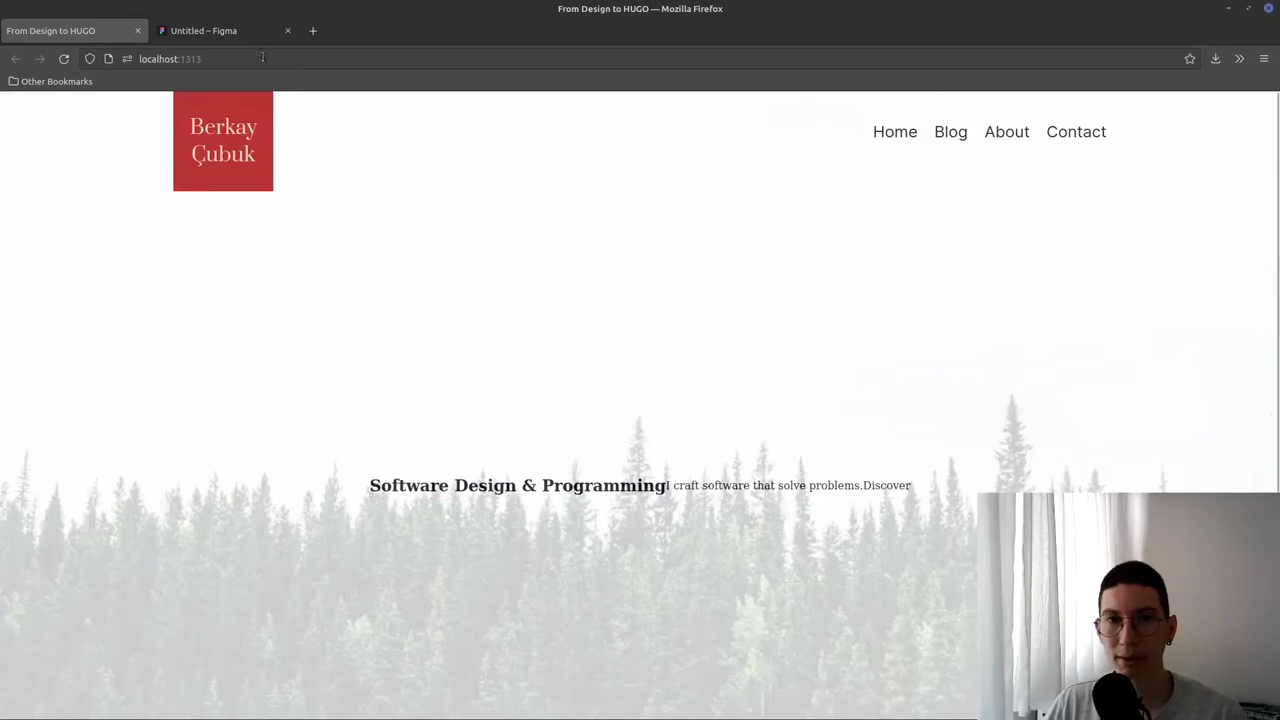 From Design to HUGO — Mozilla Firefox
From Design to HUGO
Untitled – Figma
localhost:1313
Other Bookmarks
Berkay
Çubuk
Home Blog About Contact
Software Design & Programming I craft software that solve problems. Discover